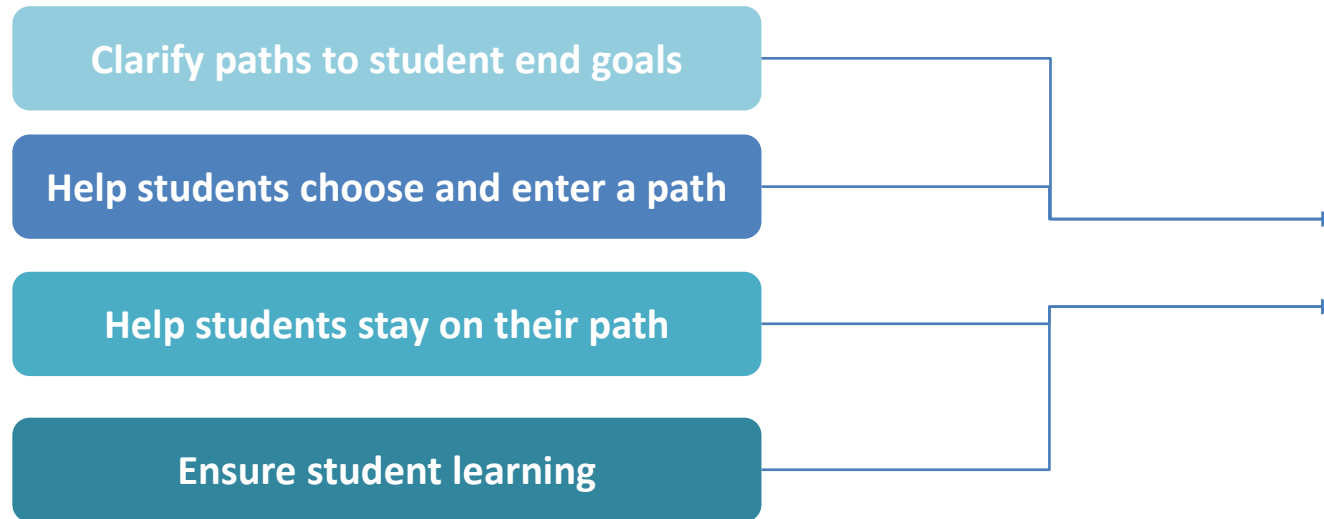 Clarify paths to student end goals
Help students choose and enter a path
Help students stay on their path
Ensure student learning